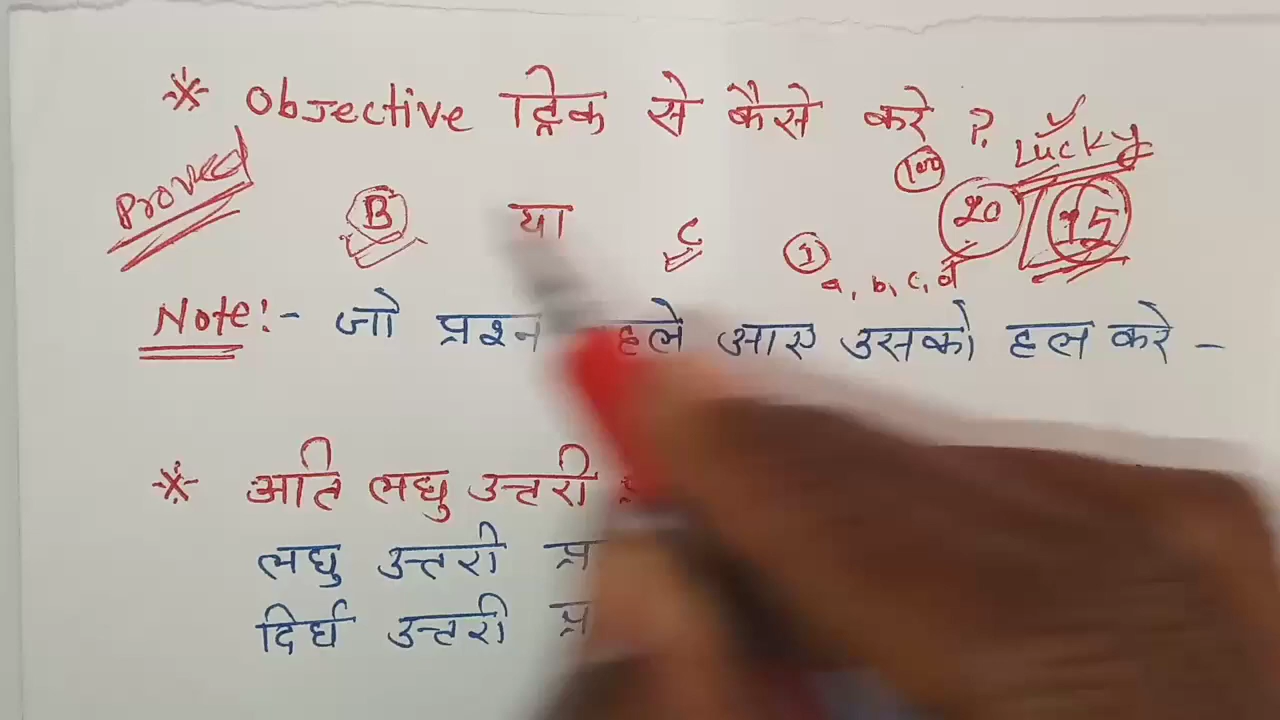 * Objective ट्रिक से कैसे करे ?
Lucky
Proved
B या C
1
a, b, c, d
100
20 15
Note:- जो प्रश्न हले आए उसको हल करे -
* अति लघु उत्तरी
लघु उत्तरी प्र
दिर्घ उत्तरी प्र